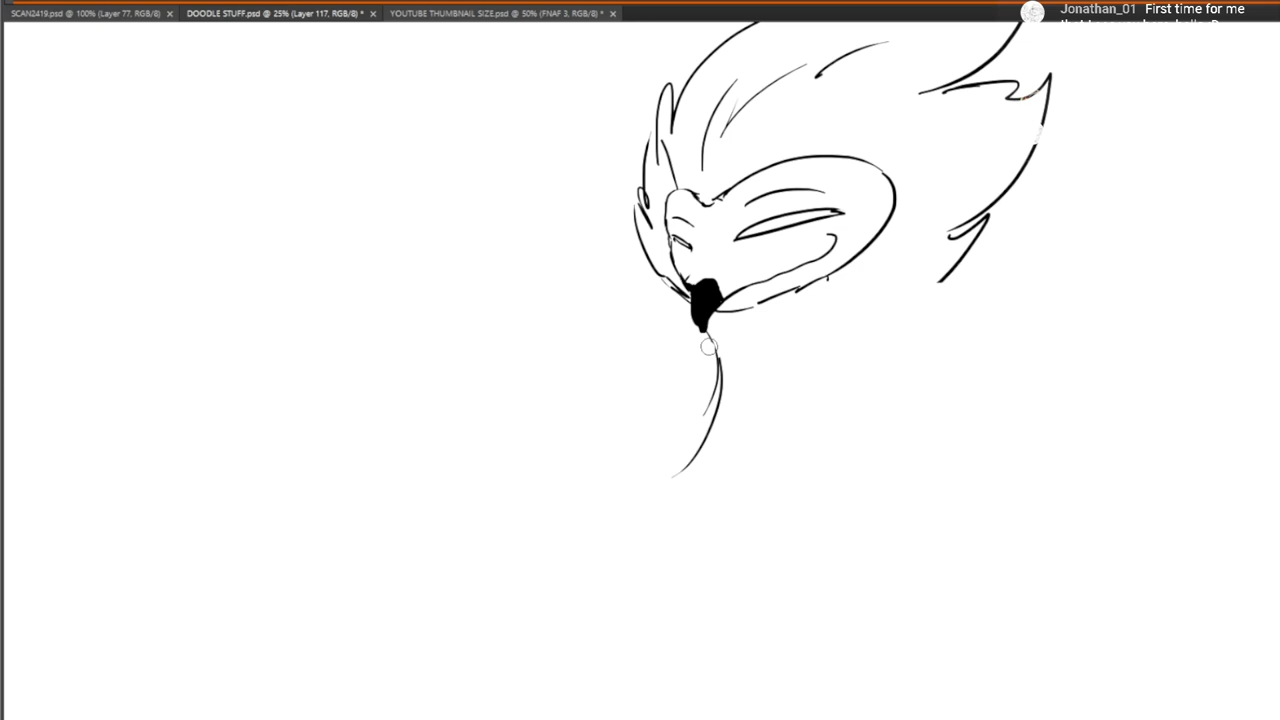 SCAN2419.psd @ 100% (Layer 77, RGB/8)
DOODLE STUFF.psd @ 25% (Layer 117, RGB/8) *
YOUTUBE THUMBNAIL SIZE.psd @ 50% (FNAF 3, RGB/8) *
Jonathan_01 First time for me